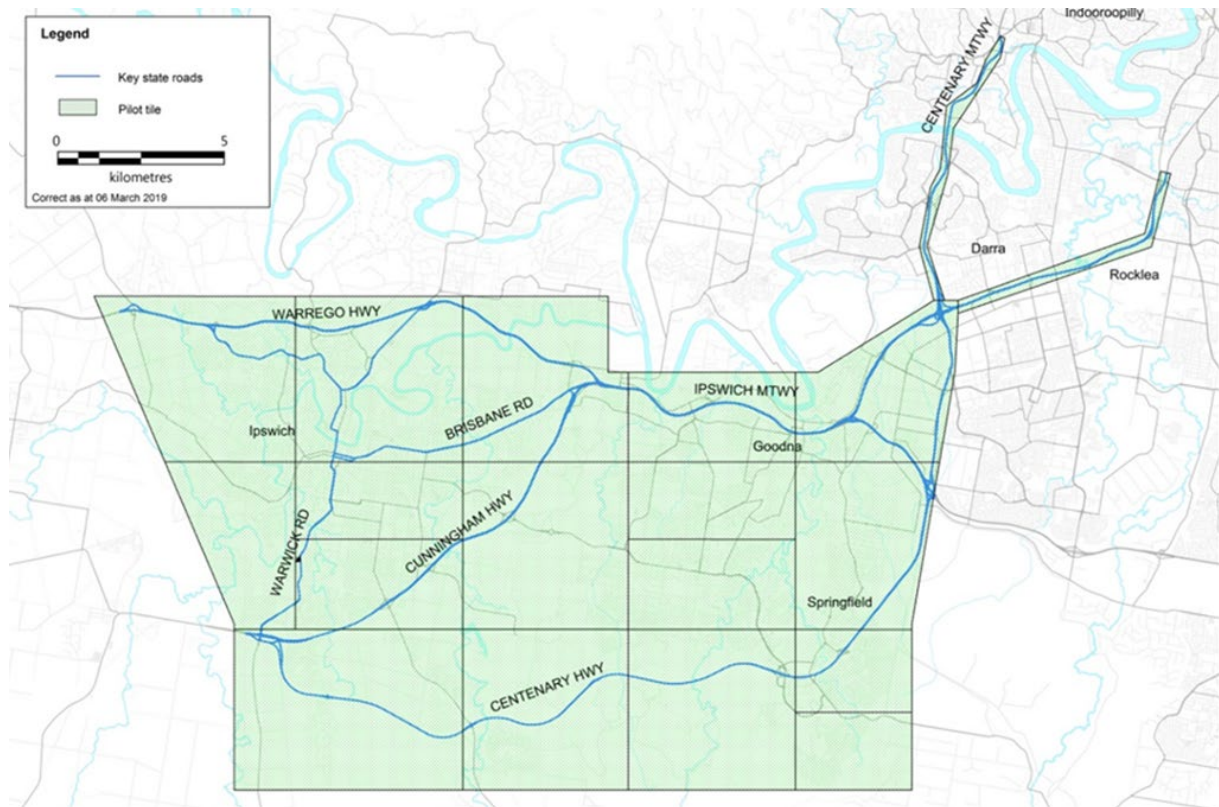 Legend
Key state roads
Pilot tile
0 5
kilometres
Correct as at 06 March 2019
Indooroopilly
CENTENARY MTWY
Darra
Rocklea
WARREGO HWY
IPSWICH MTWY
BRISBANE RD
Ipswich
Goodna
CUNNINGHAM HWY
WARWICK RD
Springfield
CENTENARY HWY